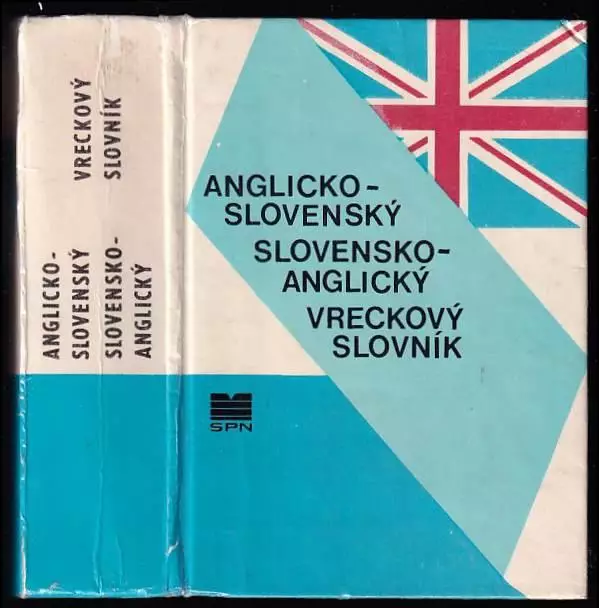 VRECKOVÝ
SLOVNÍK
ANGLICKO-
SLOVENSKÝ
SLOVENSKO-
ANGLICKÝ
ANGLICKO-
SLOVENSKÝ
SLOVENSKO-
ANGLICKÝ
VRECKOVÝ
SLOVNÍK
SPN